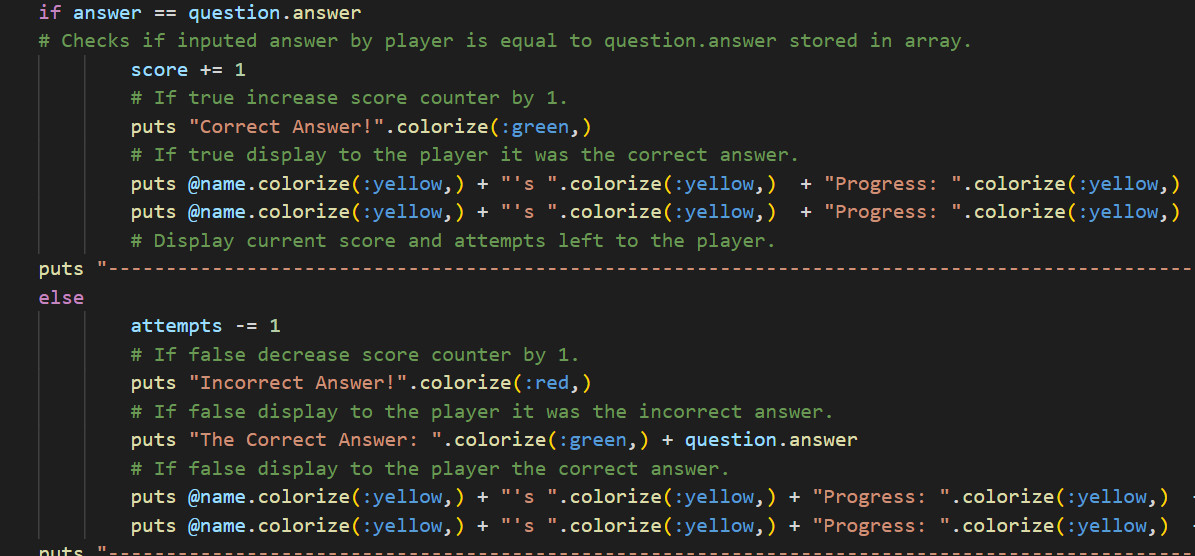 if answer == question.answer
# Checks if inputed answer by player is equal to question.answer stored in array.
score += 1
# If true increase score counter by 1.
puts "Correct Answer!".colorize(:green,)
# If true display to the player it was the correct answer.
puts @name.colorize(:yellow,) + "'s ".colorize(:yellow,)  + "Progress: ".colorize(:yellow,)
puts @name.colorize(:yellow,) + "'s ".colorize(:yellow,)  + "Progress: ".colorize(:yellow,)
# Display current score and attempts left to the player.
puts "----------------------------------------------------------------------------------------------
else
attempts -= 1
# If false decrease score counter by 1.
puts "Incorrect Answer!".colorize(:red,)
# If false display to the player it was the incorrect answer.
puts "The Correct Answer: ".colorize(:green,) + question.answer
# If false display to the player the correct answer.
puts @name.colorize(:yellow,) + "'s ".colorize(:yellow,) + "Progress: ".colorize(:yellow,)
puts @name.colorize(:yellow,) + "'s ".colorize(:yellow,) + "Progress: ".colorize(:yellow,)
puts "----------------------------------------------------------------------------------------------